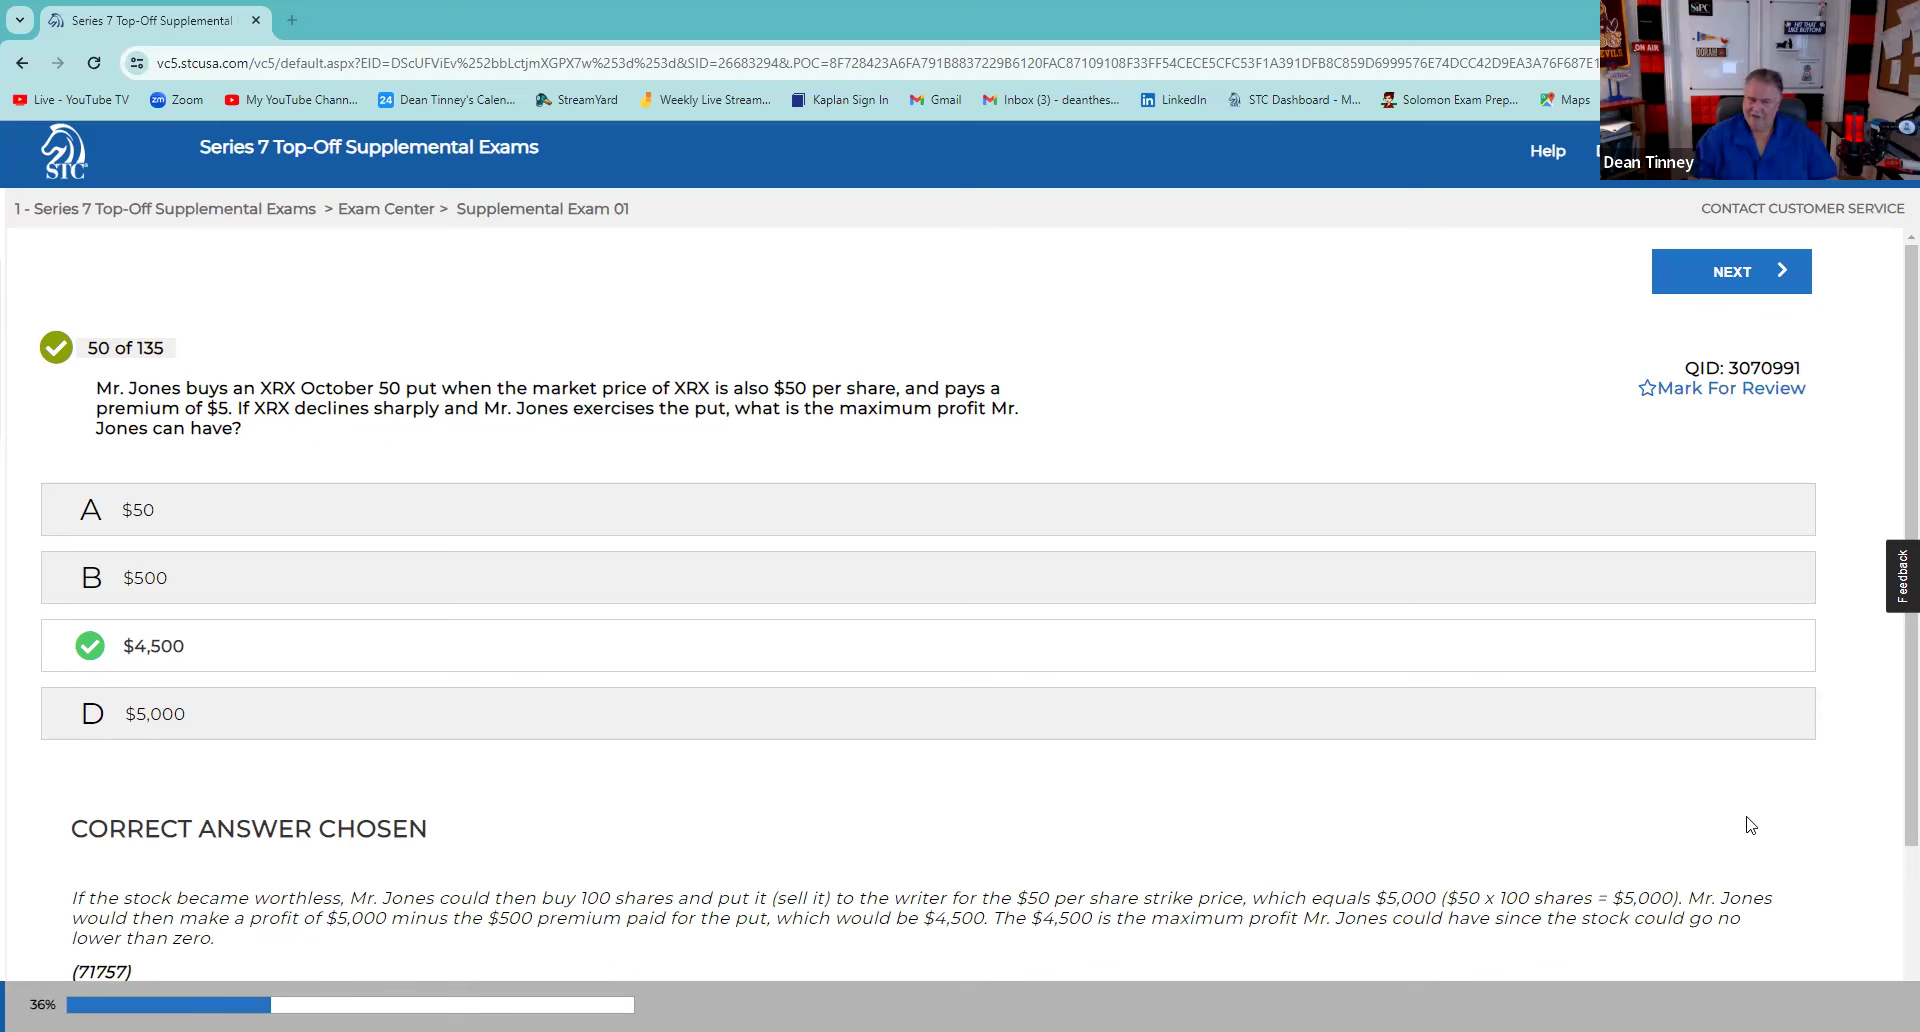 Series 7 Top-Off Supplemental
vc5.stcusa.com/vc5/default.aspx?EID=DScUFViEv%252bbLctjmXGPX7w%253d%253d&SID=26683294&.POC=8F728423A6FA791B8837229B6120FAC87109108F33FF54CECE5CFC53F1A391DFB8C859D6999576E74DCC42D9EA3A76F687E1
Live - YouTube TV
Zoom
My YouTube Chann...
24 Dean Tinney's Calen...
StreamYard
Weekly Live Stream...
Kaplan Sign In
Gmail
Inbox (3) - deanthes...
LinkedIn
STC Dashboard - M...
Solomon Exam Prep...
Maps
SIPC
HIT THAT
LIKE BUTTON!
ON AIR
Dean Tinney
STC
Series 7 Top-Off Supplemental Exams
Help
1 - Series 7 Top-Off Supplemental Exams > Exam Center > Supplemental Exam 01
CONTACT CUSTOMER SERVICE
NEXT
50 of 135
QID: 3070991
Mark For Review
Mr. Jones buys an XRX October 50 put when the market price of XRX is also $50 per share, and pays a
premium of $5. If XRX declines sharply and Mr. Jones exercises the put, what is the maximum profit Mr.
Jones can have?
A $50
B $500
$4,500
D $5,000
Feedback
CORRECT ANSWER CHOSEN
If the stock became worthless, Mr. Jones could then buy 100 shares and put it (sell it) to the writer for the $50 per share strike price, which equals $5,000 ($50 x 100 shares = $5,000). Mr. Jones
would then make a profit of $5,000 minus the $500 premium paid for the put, which would be $4,500. The $4,500 is the maximum profit Mr. Jones could have since the stock could go no
lower than zero.
(71757)
36%